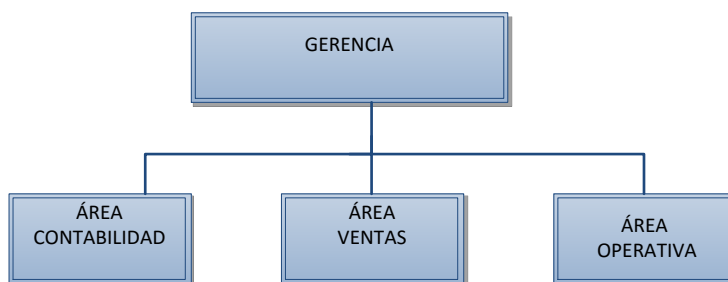 GERENCIA
ÁREA
CONTABILIDAD
ÁREA
VENTAS
ÁREA
OPERATIVA